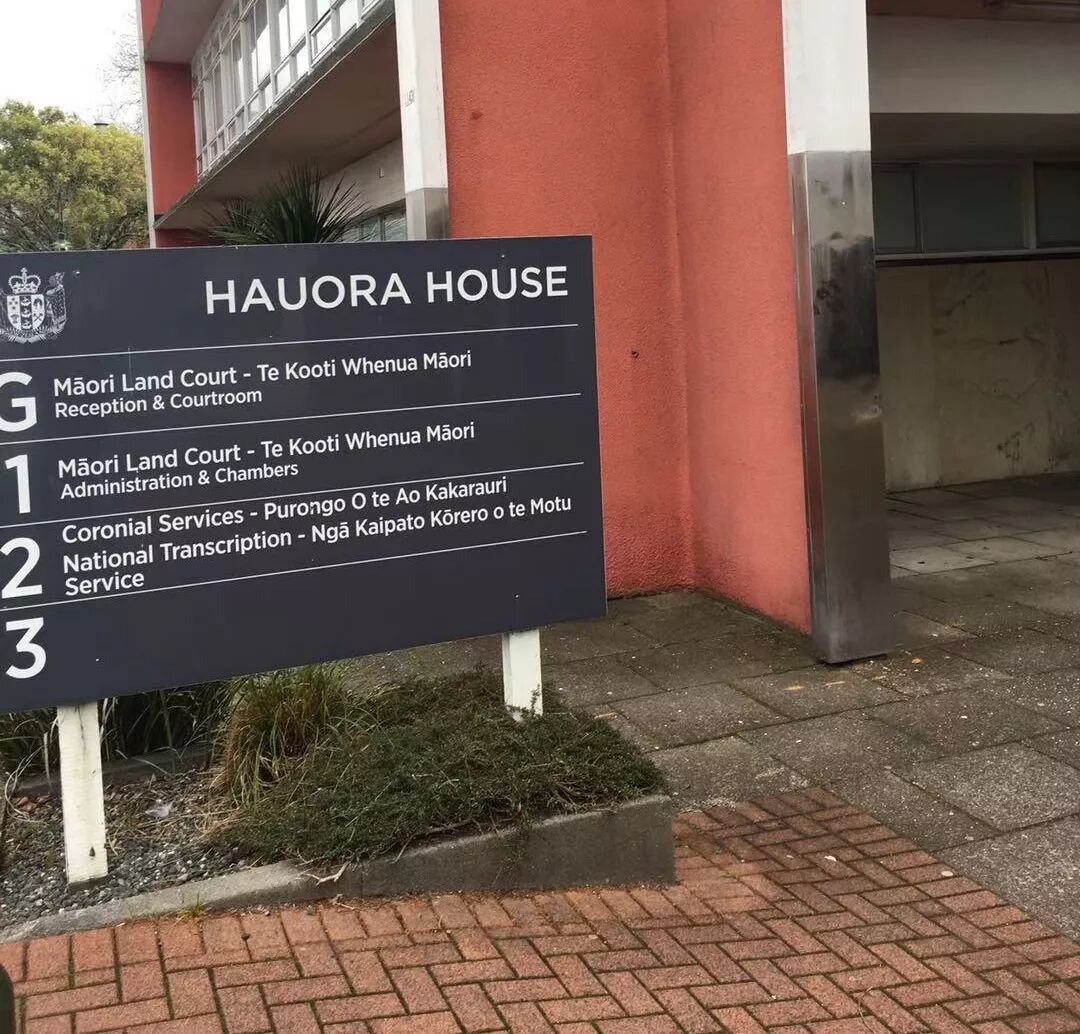 HAUORA HOUSE
G Māori Land Court - Te Kooti Whenua Māori
Reception & Courtroom
1 Māori Land Court - Te Kooti Whenua Māori
Administration & Chambers
2 Coronial Services - Purongo O te Ao Kakarauri
National Transcription - Ngā Kaipato Kōrero o te Motu
Service
3